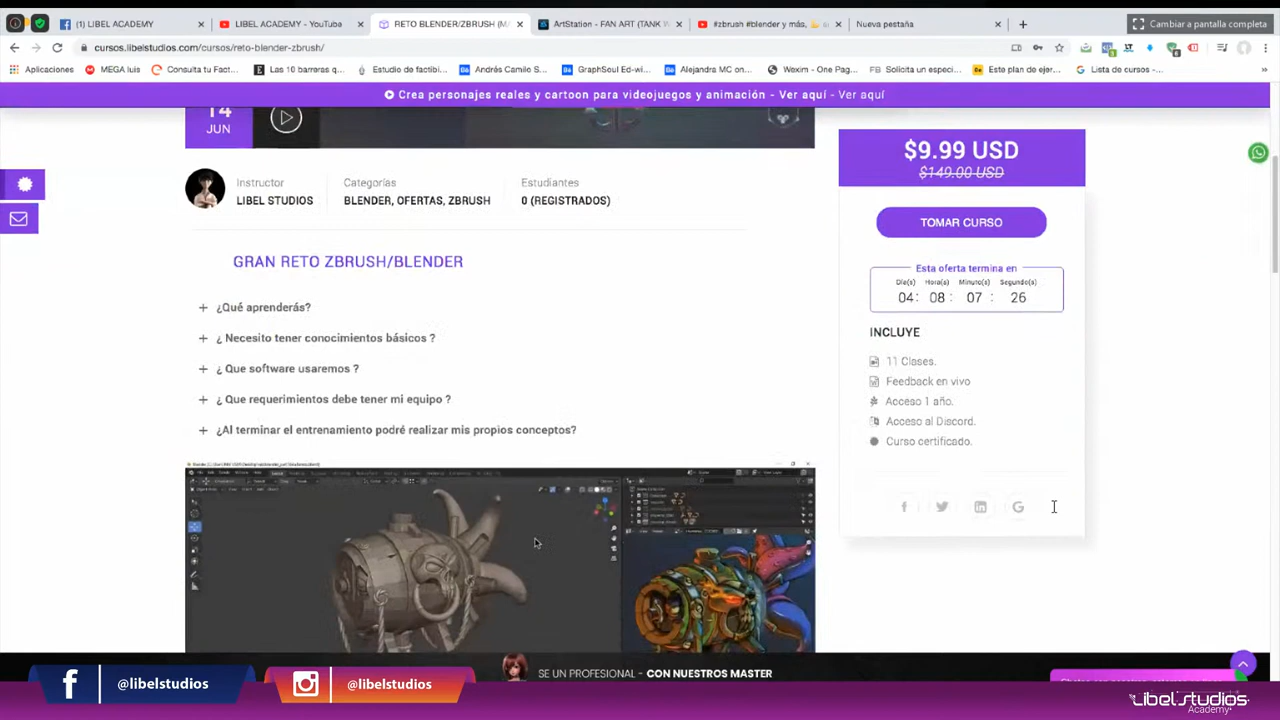 (1) LIBEL ACADEMY
LIBEL ACADEMY - YouTube
RETO BLENDER/ZBRUSH (MA
ArtStation - FAN ART (TANK W
#zbrush #blender y más,
Nueva pestaña
Cambiar a pantalla completa
cursos.libelstudios.com/cursos/reto-blender-zbrush/
Aplicaciones
MEGA luis
Consulta tu Fact...
Las 10 barreras q...
Estudio de factibi...
Andrés Camilo S...
GraphSoul Ed-wi...
Alejandra MC on...
Wexim - One Pag...
FB Solicita un especi...
Este plan de ejer...
Lista de cursos -...
Crea personajes reales y cartoon para videojuegos y animación - Ver aquí - Ver aquí
14
JUN
$9.99 USD
$149.00 USD
Instructor
LIBEL STUDIOS
Categorías
BLENDER, OFERTAS, ZBRUSH
Estudiantes
0 (REGISTRADOS)
TOMAR CURSO
GRAN RETO ZBRUSH/BLENDER
Esta oferta termina en
Día(s) Hora(s) Minuto(s) Segundo(s)
04 : 08 : 07 : 26
+ ¿Qué aprenderás?
+ ¿ Necesito tener conocimientos básicos ?
+ ¿ Que software usaremos ?
+ ¿ Que requerimientos debe tener mi equipo ?
+ ¿Al terminar el entrenamiento podré realizar mis propios conceptos?
INCLUYE
11 Clases.
Feedback en vivo
Acceso 1 año.
Acceso al Discord.
Curso certificado.
SE UN PROFESIONAL - CON NUESTROS MASTER
@libelstudios
@libelstudios
Libel Studios
Academy